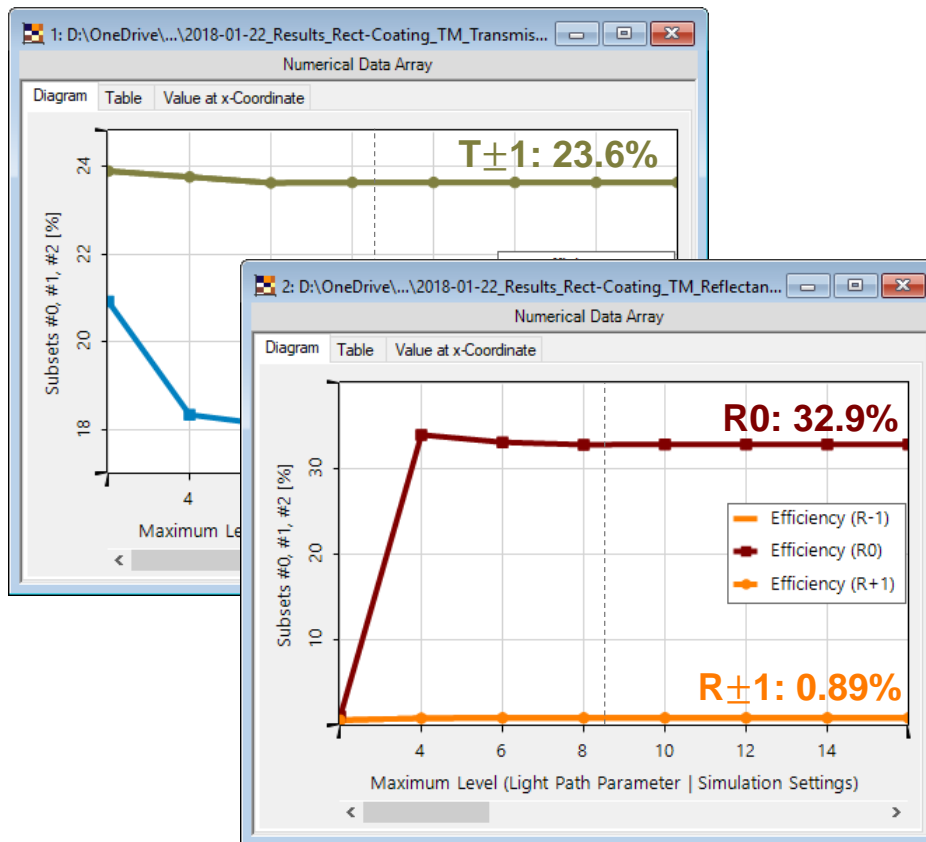 1: D:\OneDrive\...\2018-01-22_Results_Rect-Coating_TM_Transmis...
Numerical Data Array
Diagram Table Value at x-Coordinate
T±1: 23.6%
24
22
20
18
Subsets #0, #1, #2 [%]
4
Maximum Le
2: D:\OneDrive\...\2018-01-22_Results_Rect-Coating_TM_Reflectan...
Numerical Data Array
Diagram Table Value at x-Coordinate
R0: 32.9%
30
20
10
Subsets #0, #1, #2 [%]
Efficiency (R-1)
Efficiency (R0)
Efficiency (R+1)
R±1: 0.89%
4 6 8 10 12 14
Maximum Level (Light Path Parameter | Simulation Settings)